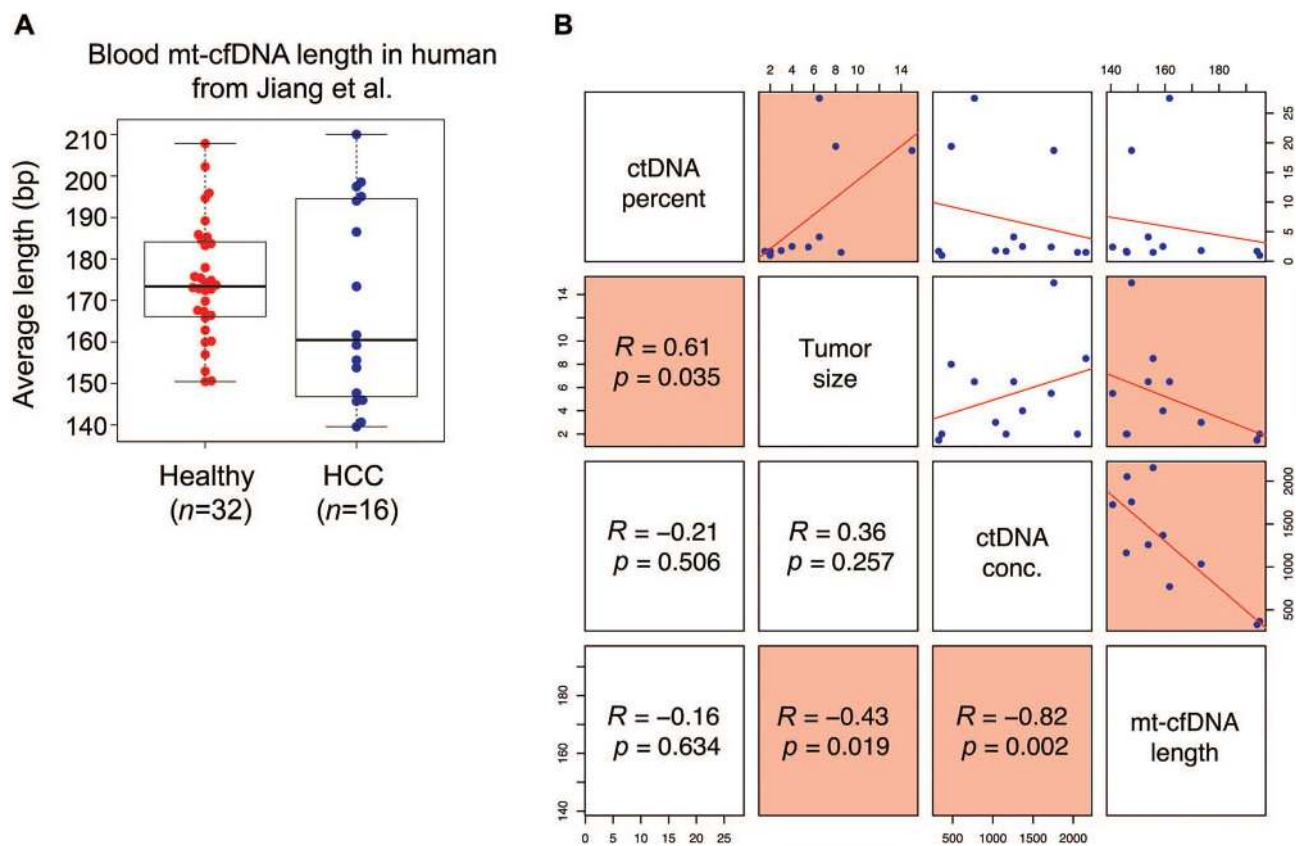 A
Blood mt-cfDNA length in human
from Jiang et al.
Average length (bp)
210
200
190
180
170
160
150
140
Healthy
(n=32)
HCC
(n=16)
B
2 4 6 8 10 14
140 160 180
ctDNA
percent
0 5 10 15 20 25
2 4 6 8 10 14
R = 0.61
p = 0.035
Tumor
size
R = −0.21
p = 0.506
R = 0.36
p = 0.257
ctDNA
conc.
500 1000 1500 2000
140 160 180
R = −0.16
p = 0.634
R = −0.43
p = 0.019
R = −0.82
p = 0.002
mt-cfDNA
length
0 5 10 15 20 25
500 1000 2000